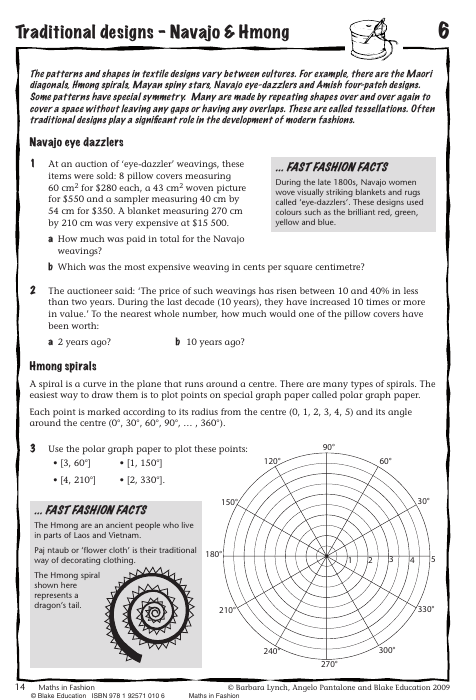 Traditional designs – Navajo & Hmong
6
The patterns and shapes in textile designs vary between cultures. For example, there are the Maori
diagonals, Hmong spirals, Mayan spiny stars, Navajo eye-dazzlers and Amish four-patch designs.
Some patterns have special symmetry. Many are made by repeating shapes over and over again to
cover a space without leaving any gaps or having any overlaps. These are called tessellations. Often
traditional designs play a significant role in the development of modern fashions.
Navajo eye dazzlers
1 At an auction of ‘eye-dazzler’ weavings, these
items were sold: 8 pillow covers measuring
60 cm² for $280 each, a 43 cm² woven picture
for $550 and a sampler measuring 40 cm by
54 cm for $350. A blanket measuring 270 cm
by 210 cm was very expensive at $15 500.
a How much was paid in total for the Navajo
weavings?
b Which was the most expensive weaving in cents per square centimetre?
... FAST FASHION FACTS
During the late 1800s, Navajo women
wove visually striking blankets and rugs
called ‘eye-dazzlers’. These designs used
colours such as the brilliant red, green,
yellow and blue.
2 The auctioneer said: ‘The price of such weavings has risen between 10 and 40% in less
than two years. During the last decade (10 years), they have increased 10 times or more
in value.’ To the nearest whole number, how much would one of the pillow covers have
been worth:
a 2 years ago? b 10 years ago?
Hmong spirals
A spiral is a curve in the plane that runs around a centre. There are many types of spirals. The
easiest way to draw them is to plot points on special graph paper called polar graph paper.
Each point is marked according to its radius from the centre (0, 1, 2, 3, 4, 5) and its angle
around the centre (0°, 30°, 60°, 90°, ... , 360°).
3 Use the polar graph paper to plot these points:
• [3, 60°] • [1, 150°]
• [4, 210°] • [2, 330°].
... FAST FASHION FACTS
The Hmong are an ancient people who live
in parts of Laos and Vietnam.
Paj ntaub or ‘flower cloth’ is their traditional
way of decorating clothing.
The Hmong spiral
shown here
represents a
dragon’s tail.
90°
120° 60°
150° 30°
180° 1 2 3 4 5
210° 330°
240° 300°
270°
14 Maths in Fashion © Barbara Lynch, Angelo Pantalone and Blake Education 2009
© Blake Education ISBN 978 1 92571 010 6 Maths in Fashion